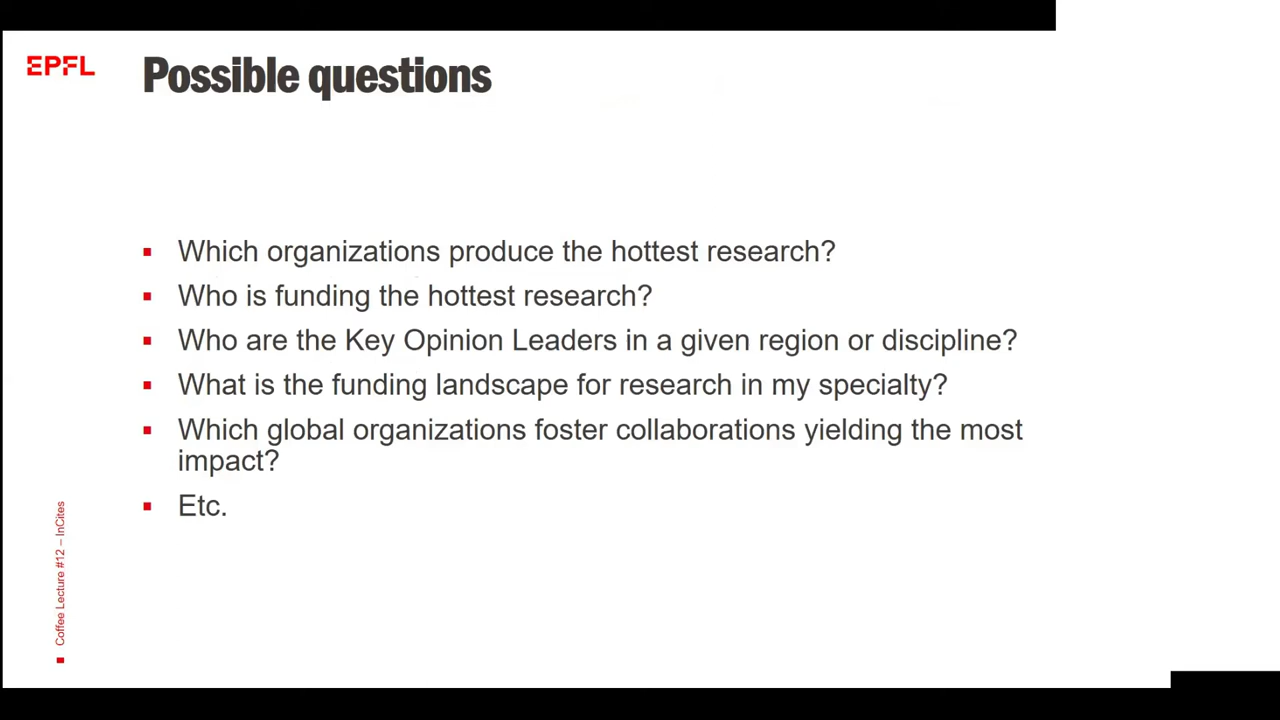 EPFL
Possible questions
Which organizations produce the hottest research?
Who is funding the hottest research?
Who are the Key Opinion Leaders in a given region or discipline?
What is the funding landscape for research in my specialty?
Which global organizations foster collaborations yielding the most
impact?
Etc.
Coffee Lecture #12 – InCites